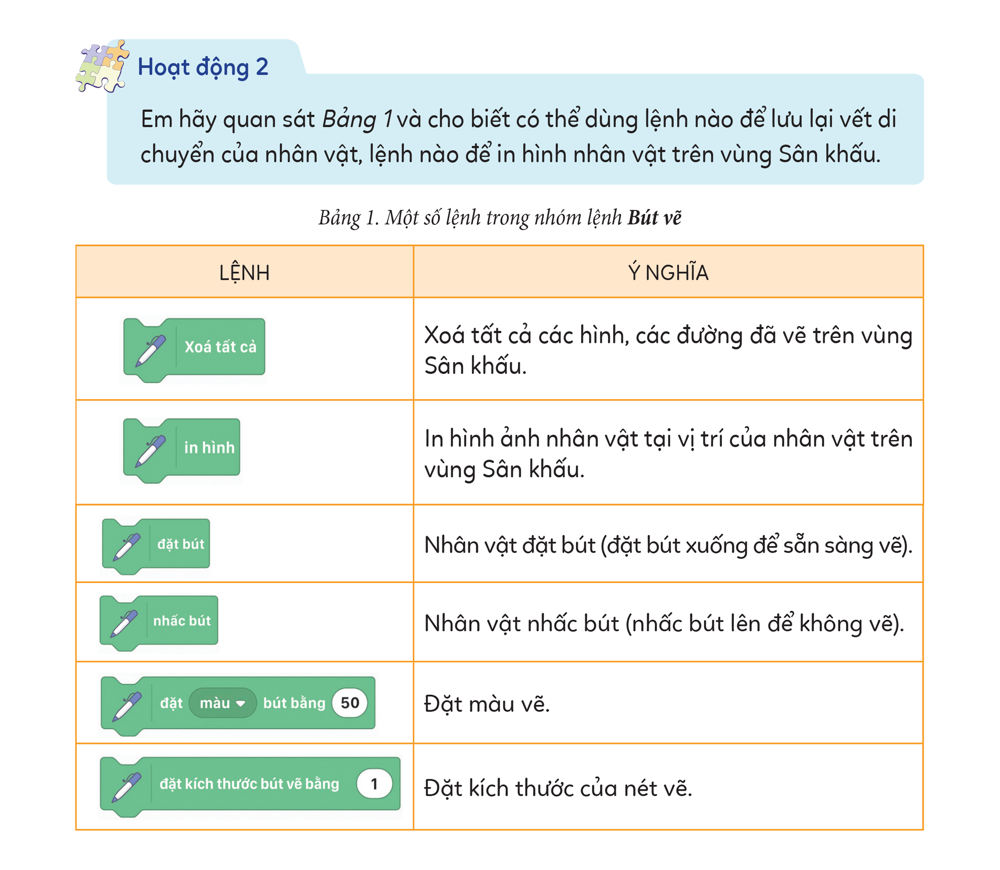 Hoạt động 2
Em hãy quan sát Bảng 1 và cho biết có thể dùng lệnh nào để lưu lại vết di
chuyển của nhân vật, lệnh nào để in hình nhân vật trên vùng Sân khấu.
Bảng 1. Một số lệnh trong nhóm lệnh Bút vẽ
LỆNH
Ý NGHĨA
Xoá tất cả
Xoá tất cả các hình, các đường đã vẽ trên vùng
Sân khấu.
in hình
In hình ảnh nhân vật tại vị trí của nhân vật trên
vùng Sân khấu.
đặt bút
Nhân vật đặt bút (đặt bút xuống để sẵn sàng vẽ).
nhấc bút
Nhân vật nhấc bút (nhấc bút lên để không vẽ).
đặt màu bút bằng 50
Đặt màu vẽ.
đặt kích thước bút vẽ bằng 1
Đặt kích thước của nét vẽ.